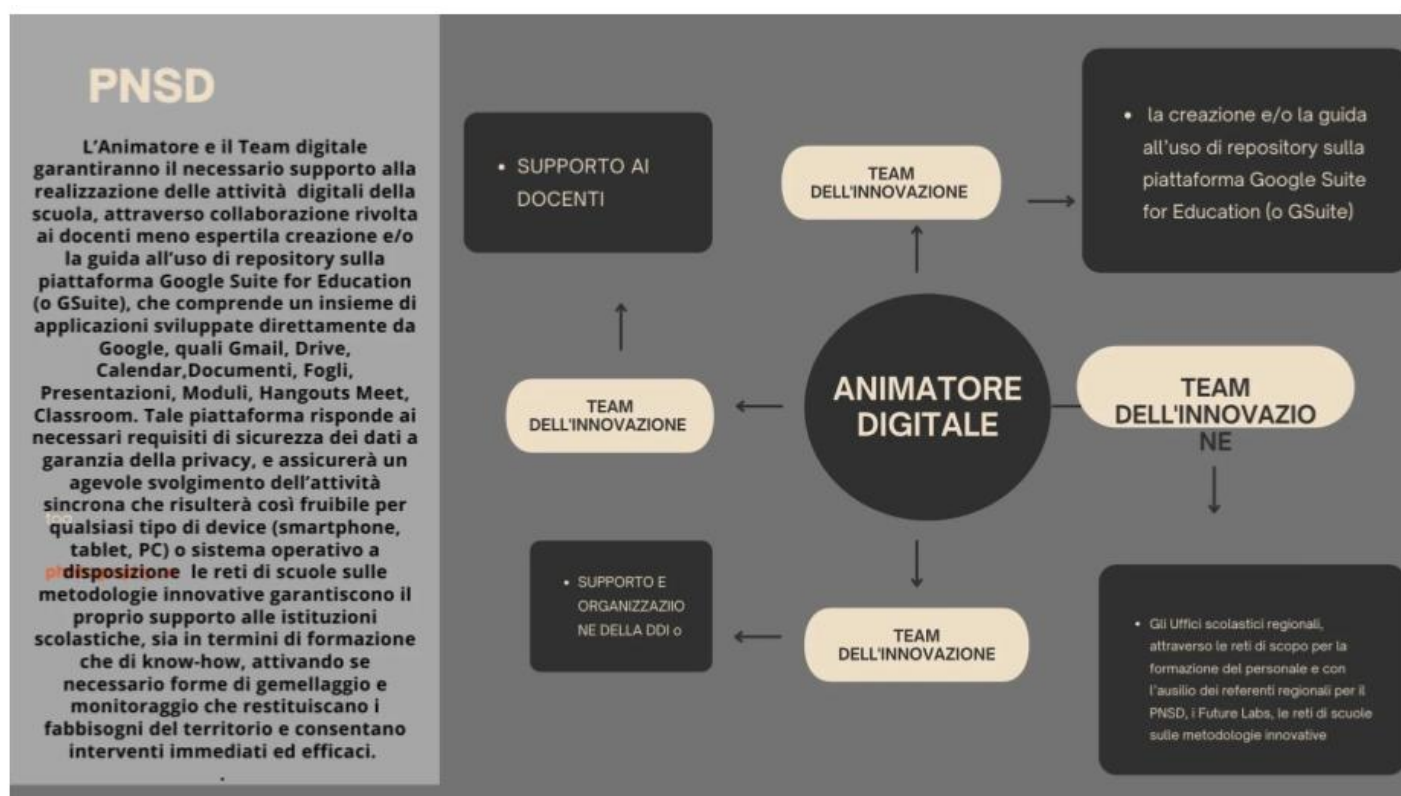 PNSD
L'Animatore e il Team digitale
garantiranno il necessario supporto alla
realizzazione delle attività digitali della
scuola, attraverso collaborazione rivolta
ai docenti meno espertila creazione e/o
la guida all'uso di repository sulla
piattaforma Google Suite for Education
(o GSuite), che comprende un insieme di
applicazioni sviluppate direttamente da
Google, quali Gmail, Drive,
Calendar,Documenti, Fogli,
Presentazioni, Moduli, Hangouts Meet,
Classroom. Tale piattaforma risponde ai
necessari requisiti di sicurezza dei dati a
garanzia della privacy, e assicurerà un
agevole svolgimento dell'attività
sincrona che risulterà così fruibile per
qualsiasi tipo di device (smartphone,
tablet, PC) o sistema operativo a
disposizione le reti di scuole sulle
metodologie innovative garantiscono il
proprio supporto alle istituzioni
scolastiche, sia in termini di formazione
che di know-how, attivando se
necessario forme di gemellaggio e
monitoraggio che restituiscano i
fabbisogni del territorio e consentano
interventi immediati ed efficaci.
.
• SUPPORTO AI
DOCENTI
TEAM
DELL'INNOVAZIONE
• la creazione e/o la guida
all'uso di repository sulla
piattaforma Google Suite
for Education (o GSuite)
TEAM
DELL'INNOVAZIONE
ANIMATORE
DIGITALE
TEAM
DELL'INNOVAZIO
NE
• SUPPORTO E
ORGANIZZAZIIO
NE DELLA DDI o
TEAM
DELL'INNOVAZIONE
• Gli Uffici scolastici regionali,
attraverso le reti di scopo per la
formazione del personale e con
l'ausilio dei referenti regionali per il
PNSD, i Future Labs, le reti di scuole
sulle metodologie innovative